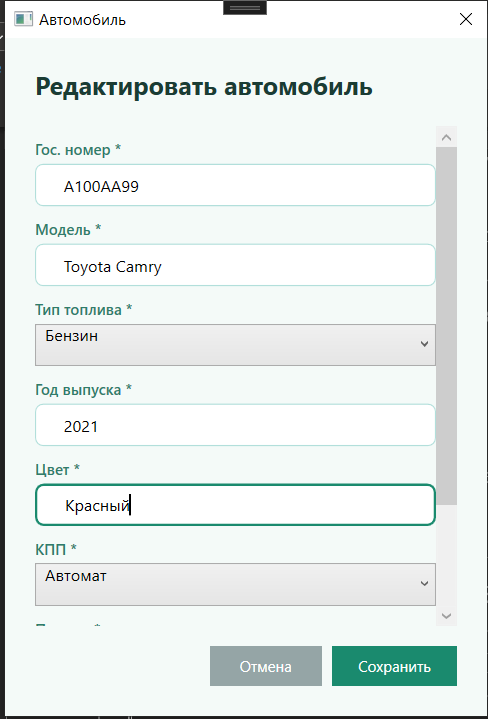 Автомобиль
Редактировать автомобиль
Гос. номер *
A100AA99
Модель *
Toyota Camry
Тип топлива *
Бензин
Год выпуска *
2021
Цвет *
Красный
КПП *
Автомат
Отмена
Сохранить